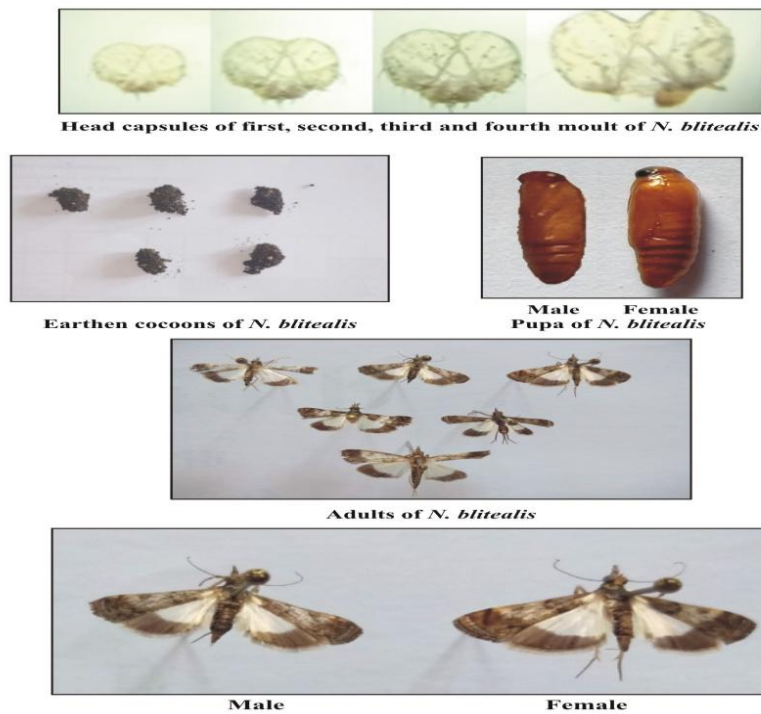 Head capsules of first, second, third and fourth moult of N. blitealis
Male Female
Earthen cocoons of N. blitealis
Pupa of N. blitealis
Adults of N. blitealis
Male Female